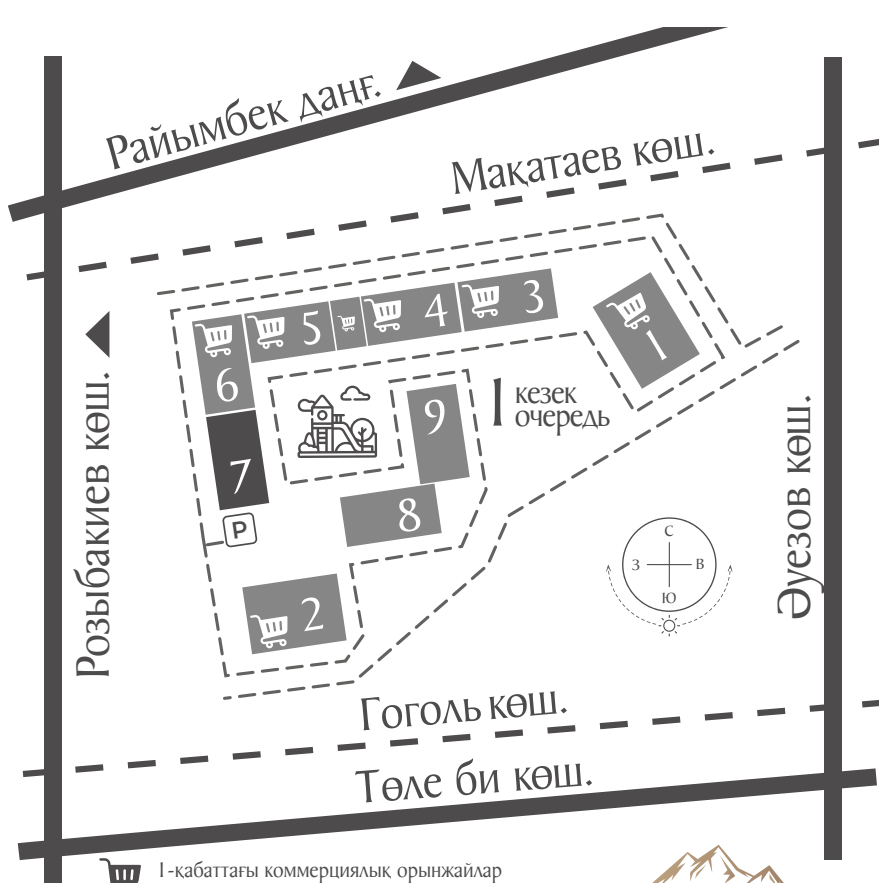 Райымбек даңғ.
Мақатаев көш.
5
4
3
1
6
9
1 кезек
очередь
7
8
P
Розыбакиев көш.
Әуезов көш.
С
З
В
Ю
2
Гоголь көш.
Төле би көш.
1-қабаттағы коммерциялық орынжайлар